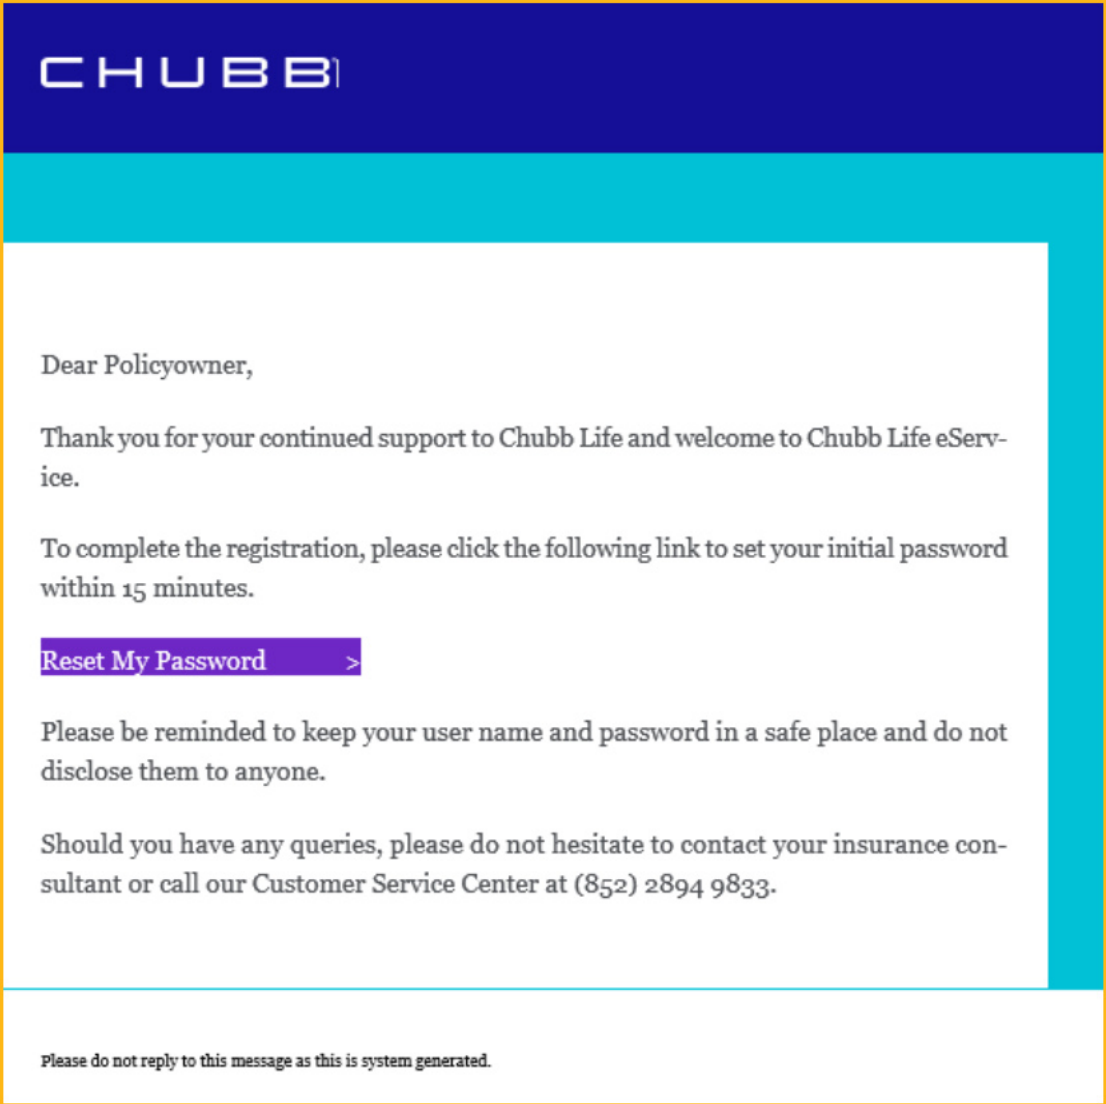 CHUBB
Dear Policyowner,
Thank you for your continued support to Chubb Life and welcome to Chubb Life eServ-
ice.
To complete the registration, please click the following link to set your initial password
within 15 minutes.
Reset My Password >
Please be reminded to keep your user name and password in a safe place and do not
disclose them to anyone.
Should you have any queries, please do not hesitate to contact your insurance con-
sultant or call our Customer Service Center at (852) 2894 9833.
Please do not reply to this message as this is system generated.